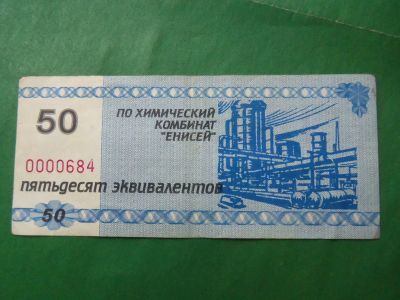 50
ПО ХИМИЧЕСКИЙ
КОМБИНАТ
"ЕНИСЕЙ"
0000684
пятьдесят эквивалентов
50